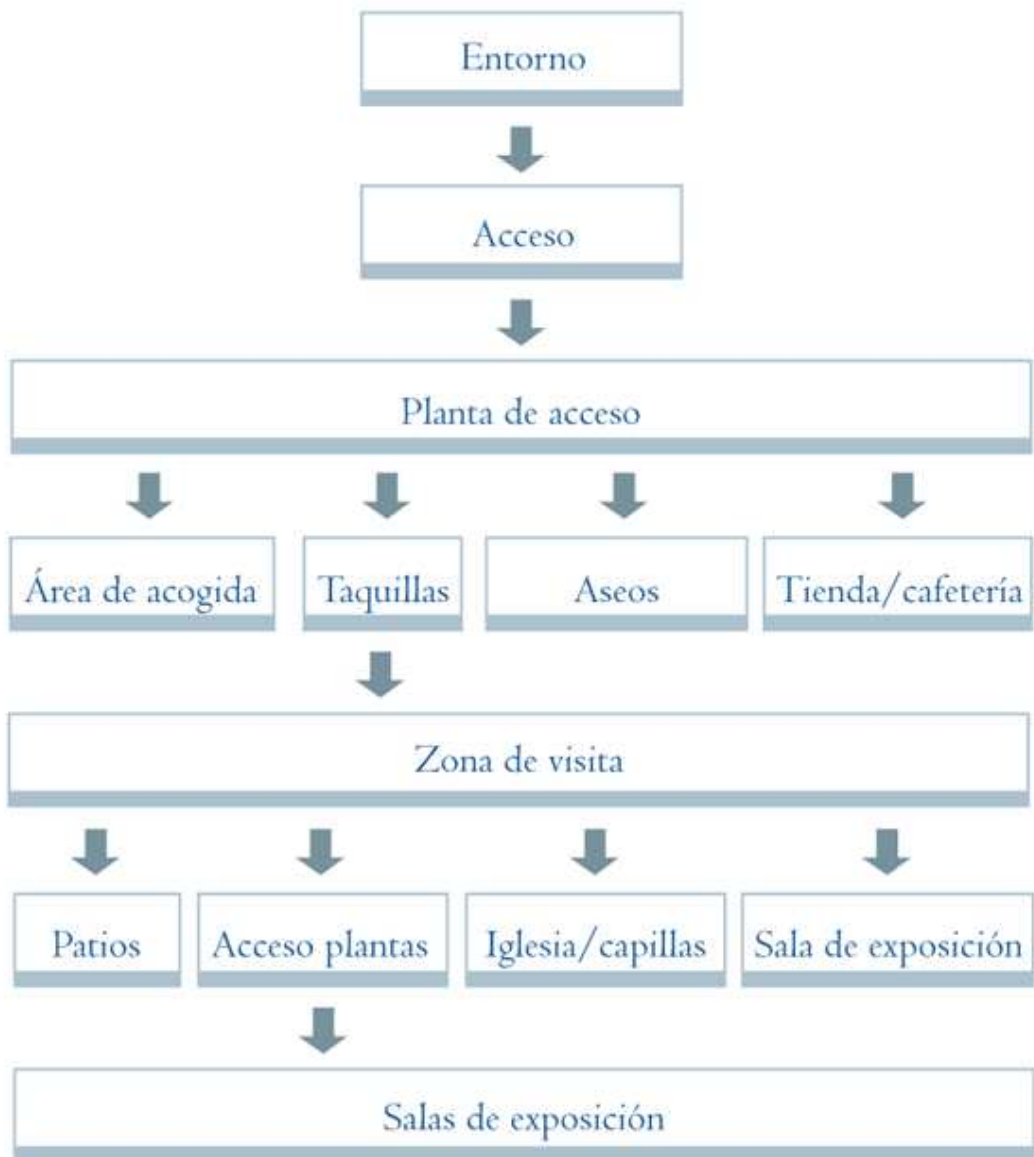 Entorno
Acceso
Planta de acceso
Área de acogida
Taquillas
Aseos
Tienda/cafetería
Zona de visita
Patios
Acceso plantas
Iglesia/capillas
Sala de exposición
Salas de exposición